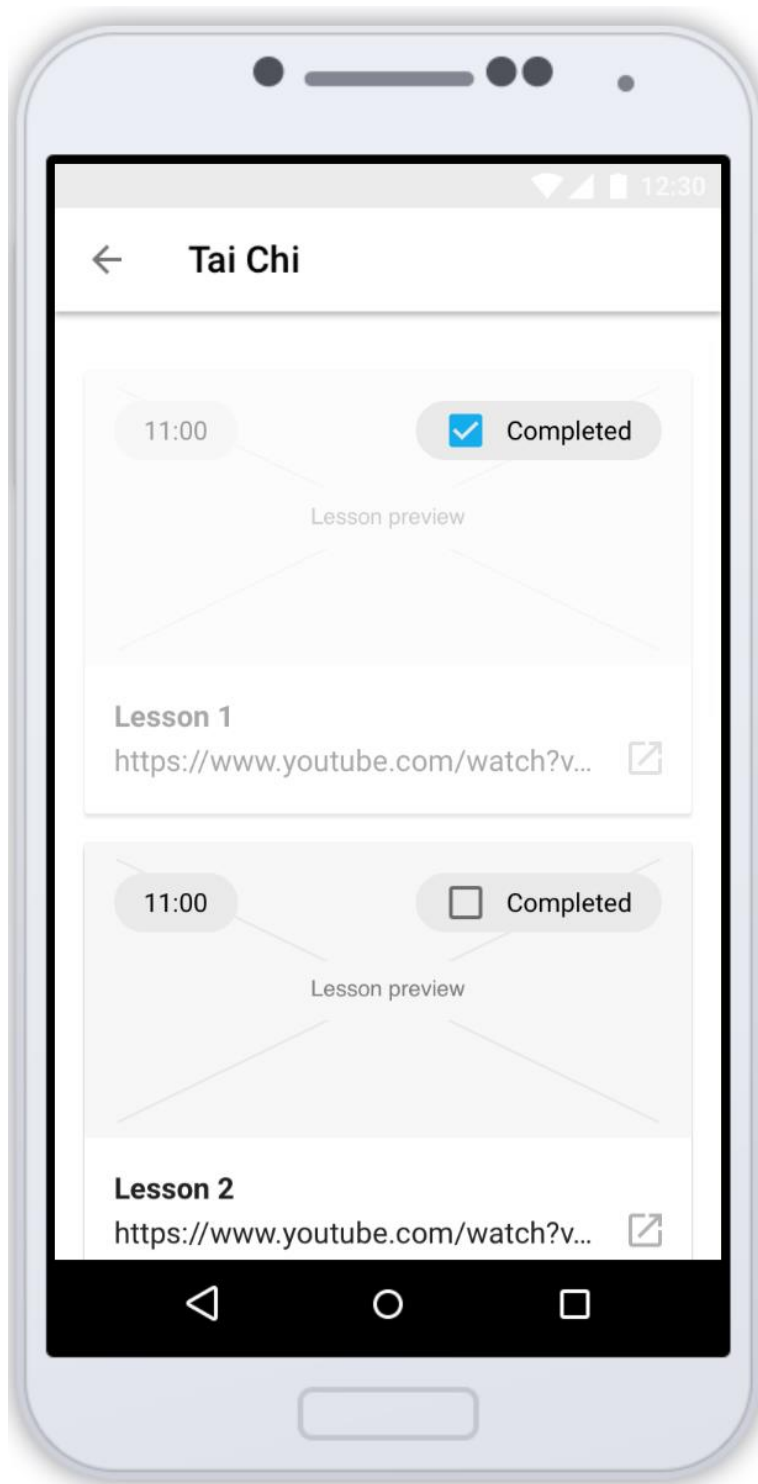 12:30
Tai Chi
11:00
Completed
Lesson preview
Lesson 1
https://www.youtube.com/watch?v...
11:00
Completed
Lesson preview
Lesson 2
https://www.youtube.com/watch?v...